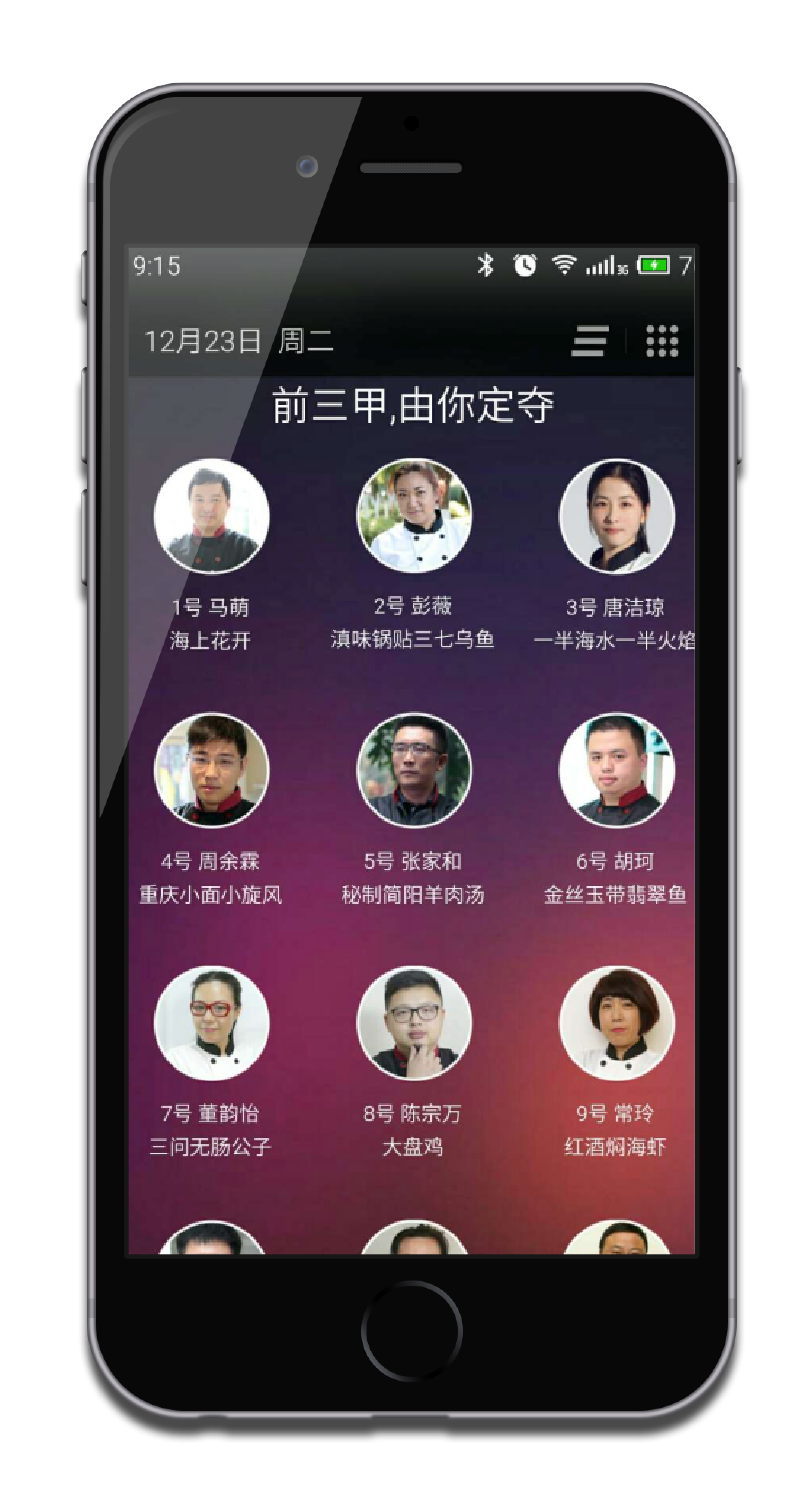 9:15 3G 7
12月23日 周二
前三甲,由你定夺
1号 马萌
海上花开
2号 彭薇
滇味锅贴三七乌鱼
3号 唐洁琼
一半海水一半火焰
4号 周余霖
重庆小面小旋风
5号 张家和
秘制简阳羊肉汤
6号 胡珂
金丝玉带翡翠鱼
7号 董韵怡
三问无肠公子
8号 陈宗万
大盘鸡
9号 常玲
红酒焖海虾